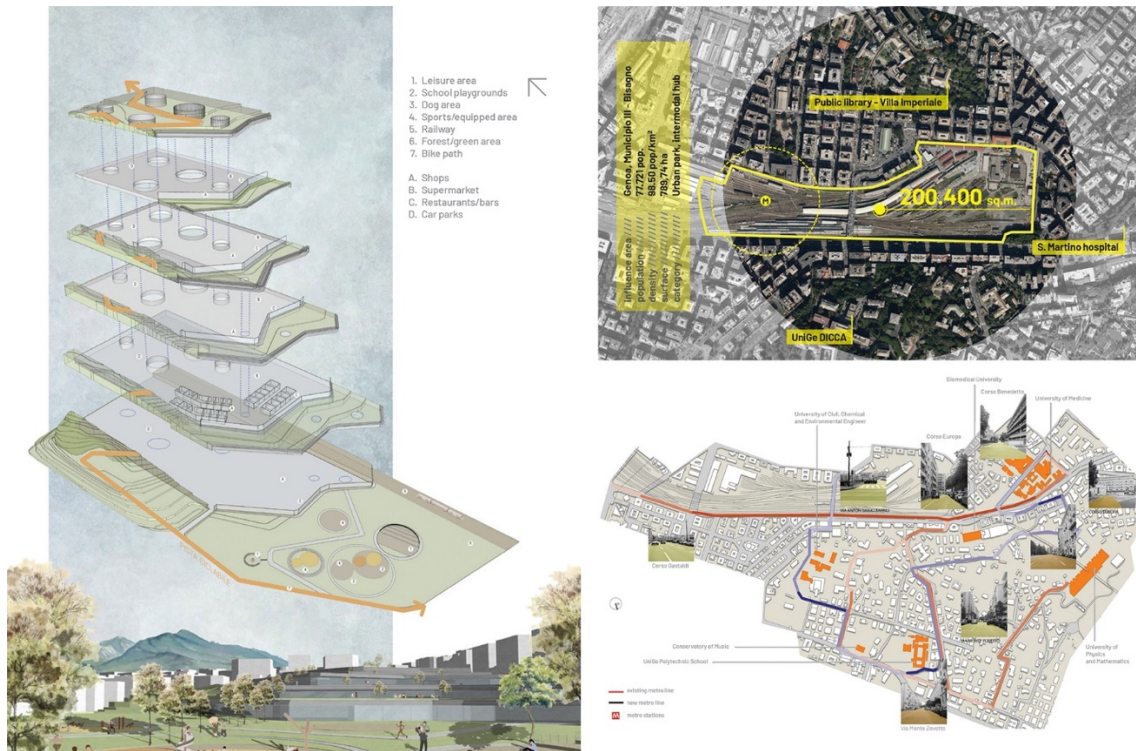 1. Leisure area
2. School playgrounds
3. Dog area
4. Sports/equipped area
5. Railway
6. Forest/green area
7. Bike path
A. Shops
B. Supermarket
C. Restaurants/bars
D. Car parks
influence area Genoa, Municipio III - Bisagno
population 77.721 pop.
density 98.50 pop/km²
surface 789,74 ha
category Urban park, intermodal hub
Public library - Villa Imperiale
M
200.400 sq.m.
S. Martino hospital
UniGe DICCA
Biomedical University
Corso Benedetto
University of Medicine
University of Civil, Chemical
and Environmental Engineer
Corso Europa
Corso Gastaldi
Conservatory of Music
UniGe Polytechnic School
University of
Physics
and Mathematics
existing metro line
new metro line
M metro stations